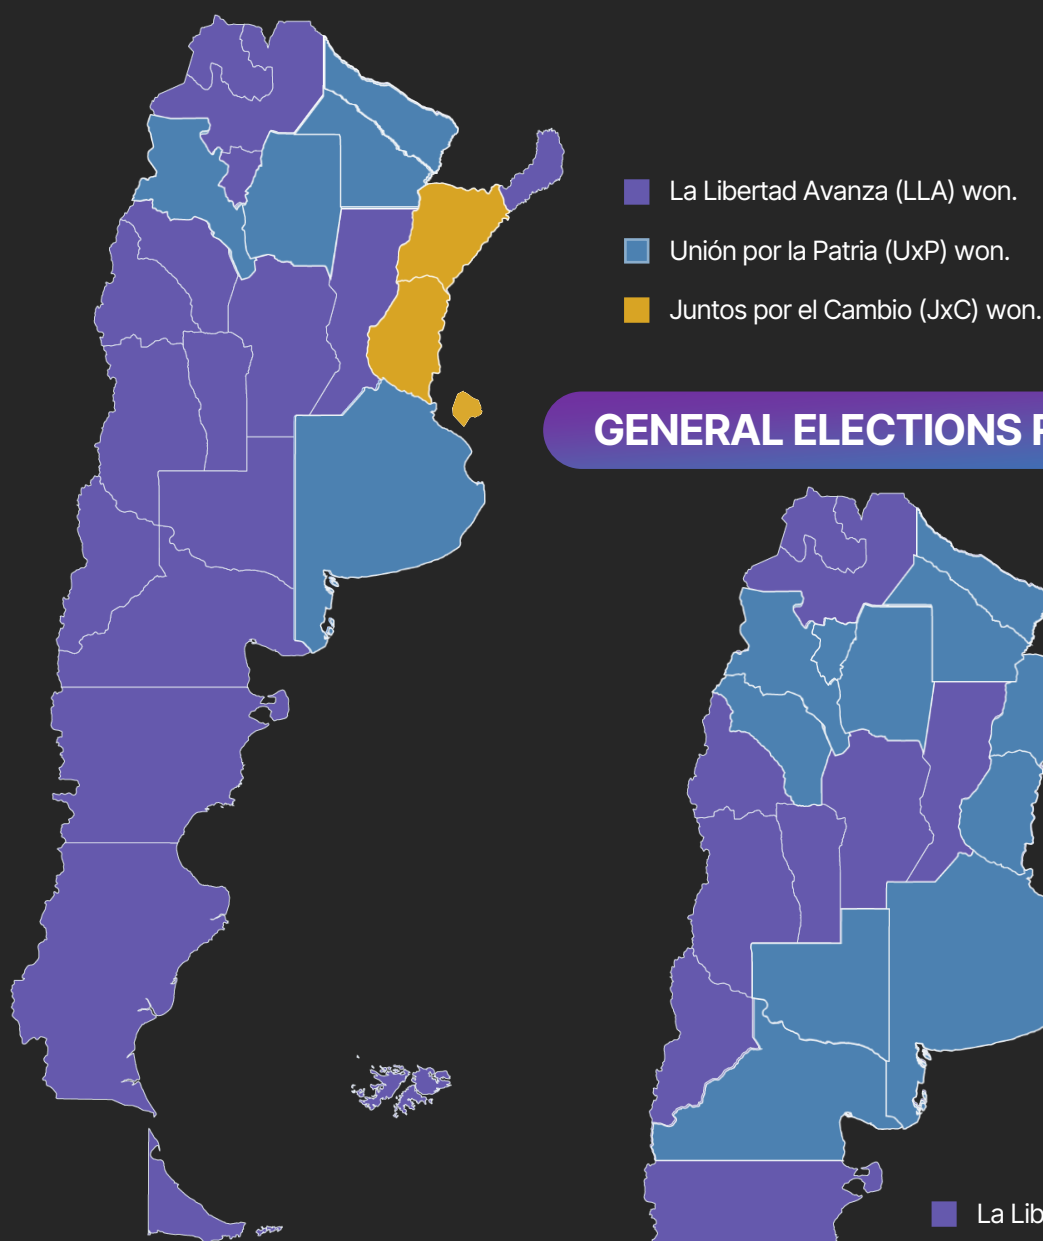 La Libertad Avanza (LLA) won.
Unión por la Patria (UxP) won.
Juntos por el Cambio (JxC) won.
GENERAL ELECTIONS
La Lib